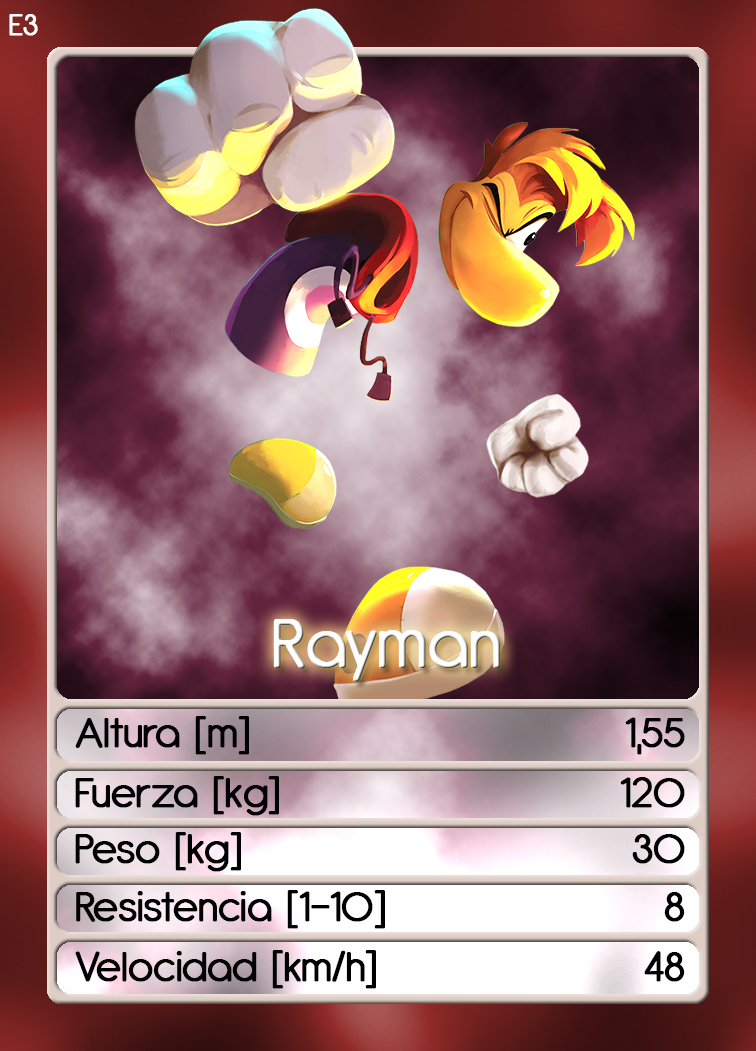 E3
Rayman
Altura [m] 1,55
Fuerza [kg] 120
Peso [kg] 30
Resistencia [1-10] 8
Velocidad [km/h] 48